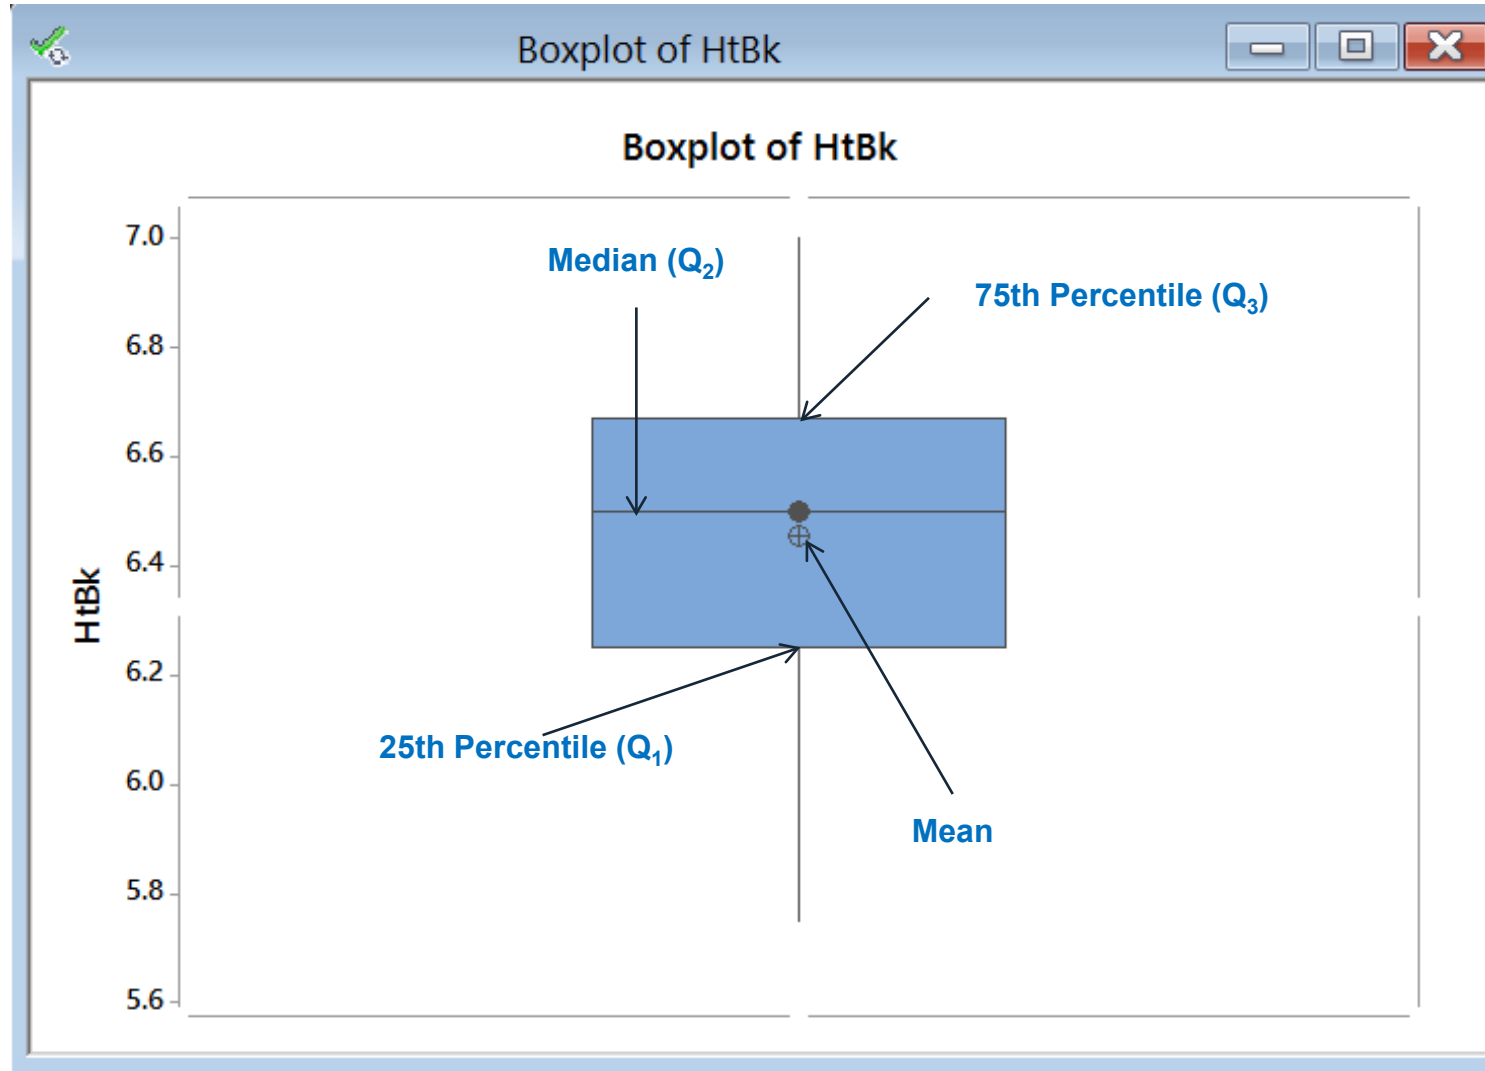 Boxplot of HtBk
Boxplot of HtBk
7.0
Median (Q2)
75th Percentile (Q3)
6.8
6.6
6.4
HtBk
6.2
25th Percentile (Q1)
6.0
Mean
5.8
5.6